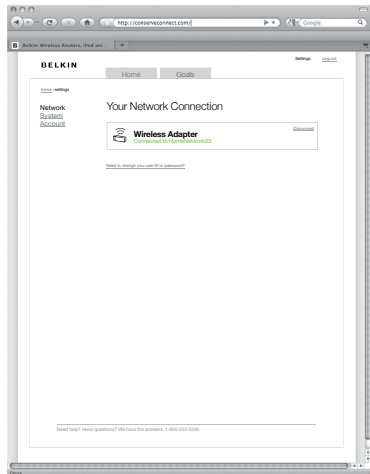 http://conserveconnect.com/
Google
Belkin: Wireless Routers, iPod acc...
BELKIN
Home
Goals
Settings
Log out
home : settings
Network
System
Account
Your Network Connection
Wireless Adapter
Connected to HomeNetwork23
Disconnect
Need to change your user ID or password?
Need help? Have questions? We have the answers. 1-800-223-5546